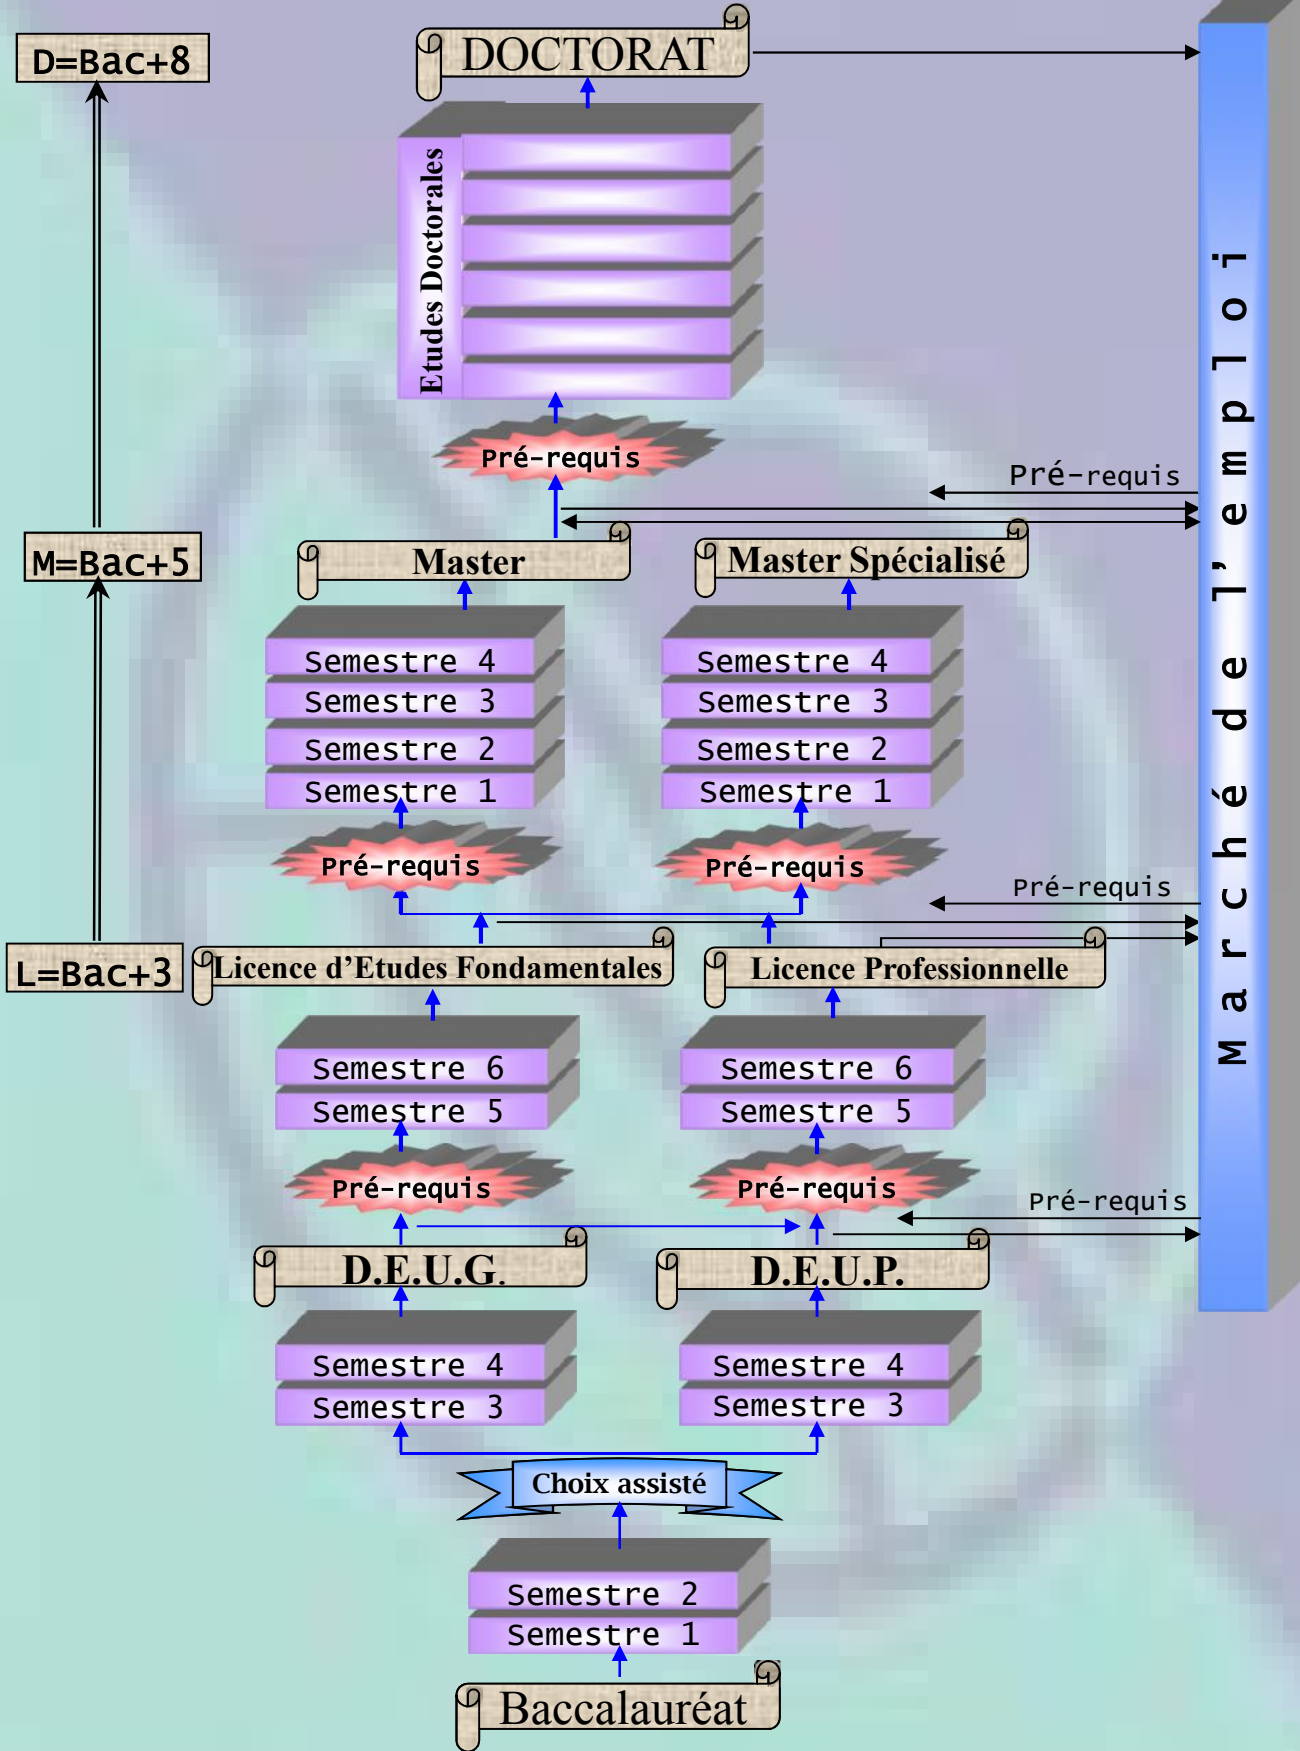 D=Bac+8
DOCTORAT
Etudes Doctorales
Pré-requis
Pré-requis
M=Bac+5
Master
Master Spécialisé
Semestre 4
Semestre 4
Semestre 3
Semestre 3
Semestre 2
Semestre 2
Semestre 1
Semestre 1
Pré-requis
Pré-requis
Pré-requis
L=Bac+3
Licence d'Etudes Fondamentales
Licence Professionnelle
Semestre 6
Semestre 6
Semestre 5
Semestre 5
Pré-requis
Pré-requis
Pré-requis
D.E.U.G.
D.E.U.P.
Semestre 4
Semestre 4
Semestre 3
Semestre 3
Choix assisté
Semestre 2
Semestre 1
Baccalauréat
Marché de l'emploi